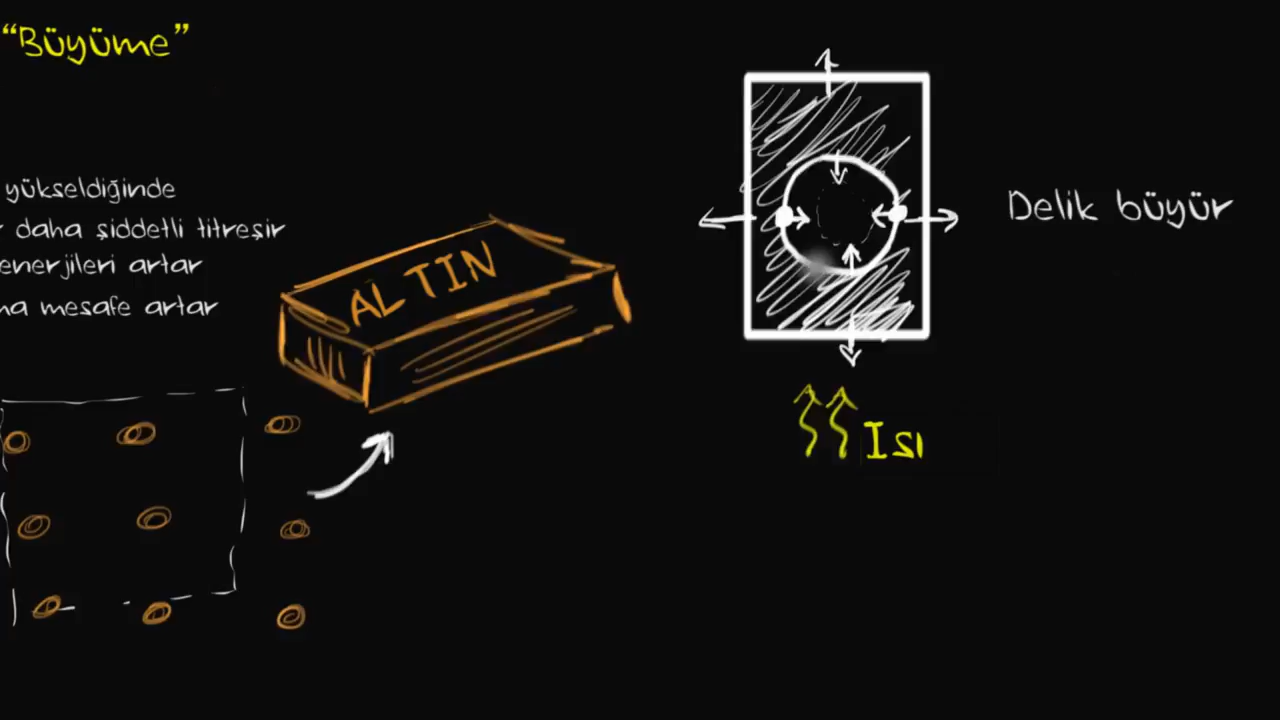 “Büyüme”
yükseldiğinde
daha şiddetli titreşir
enerjileri artar
mesafe artar
ALTIN
Delik büyür
Isı